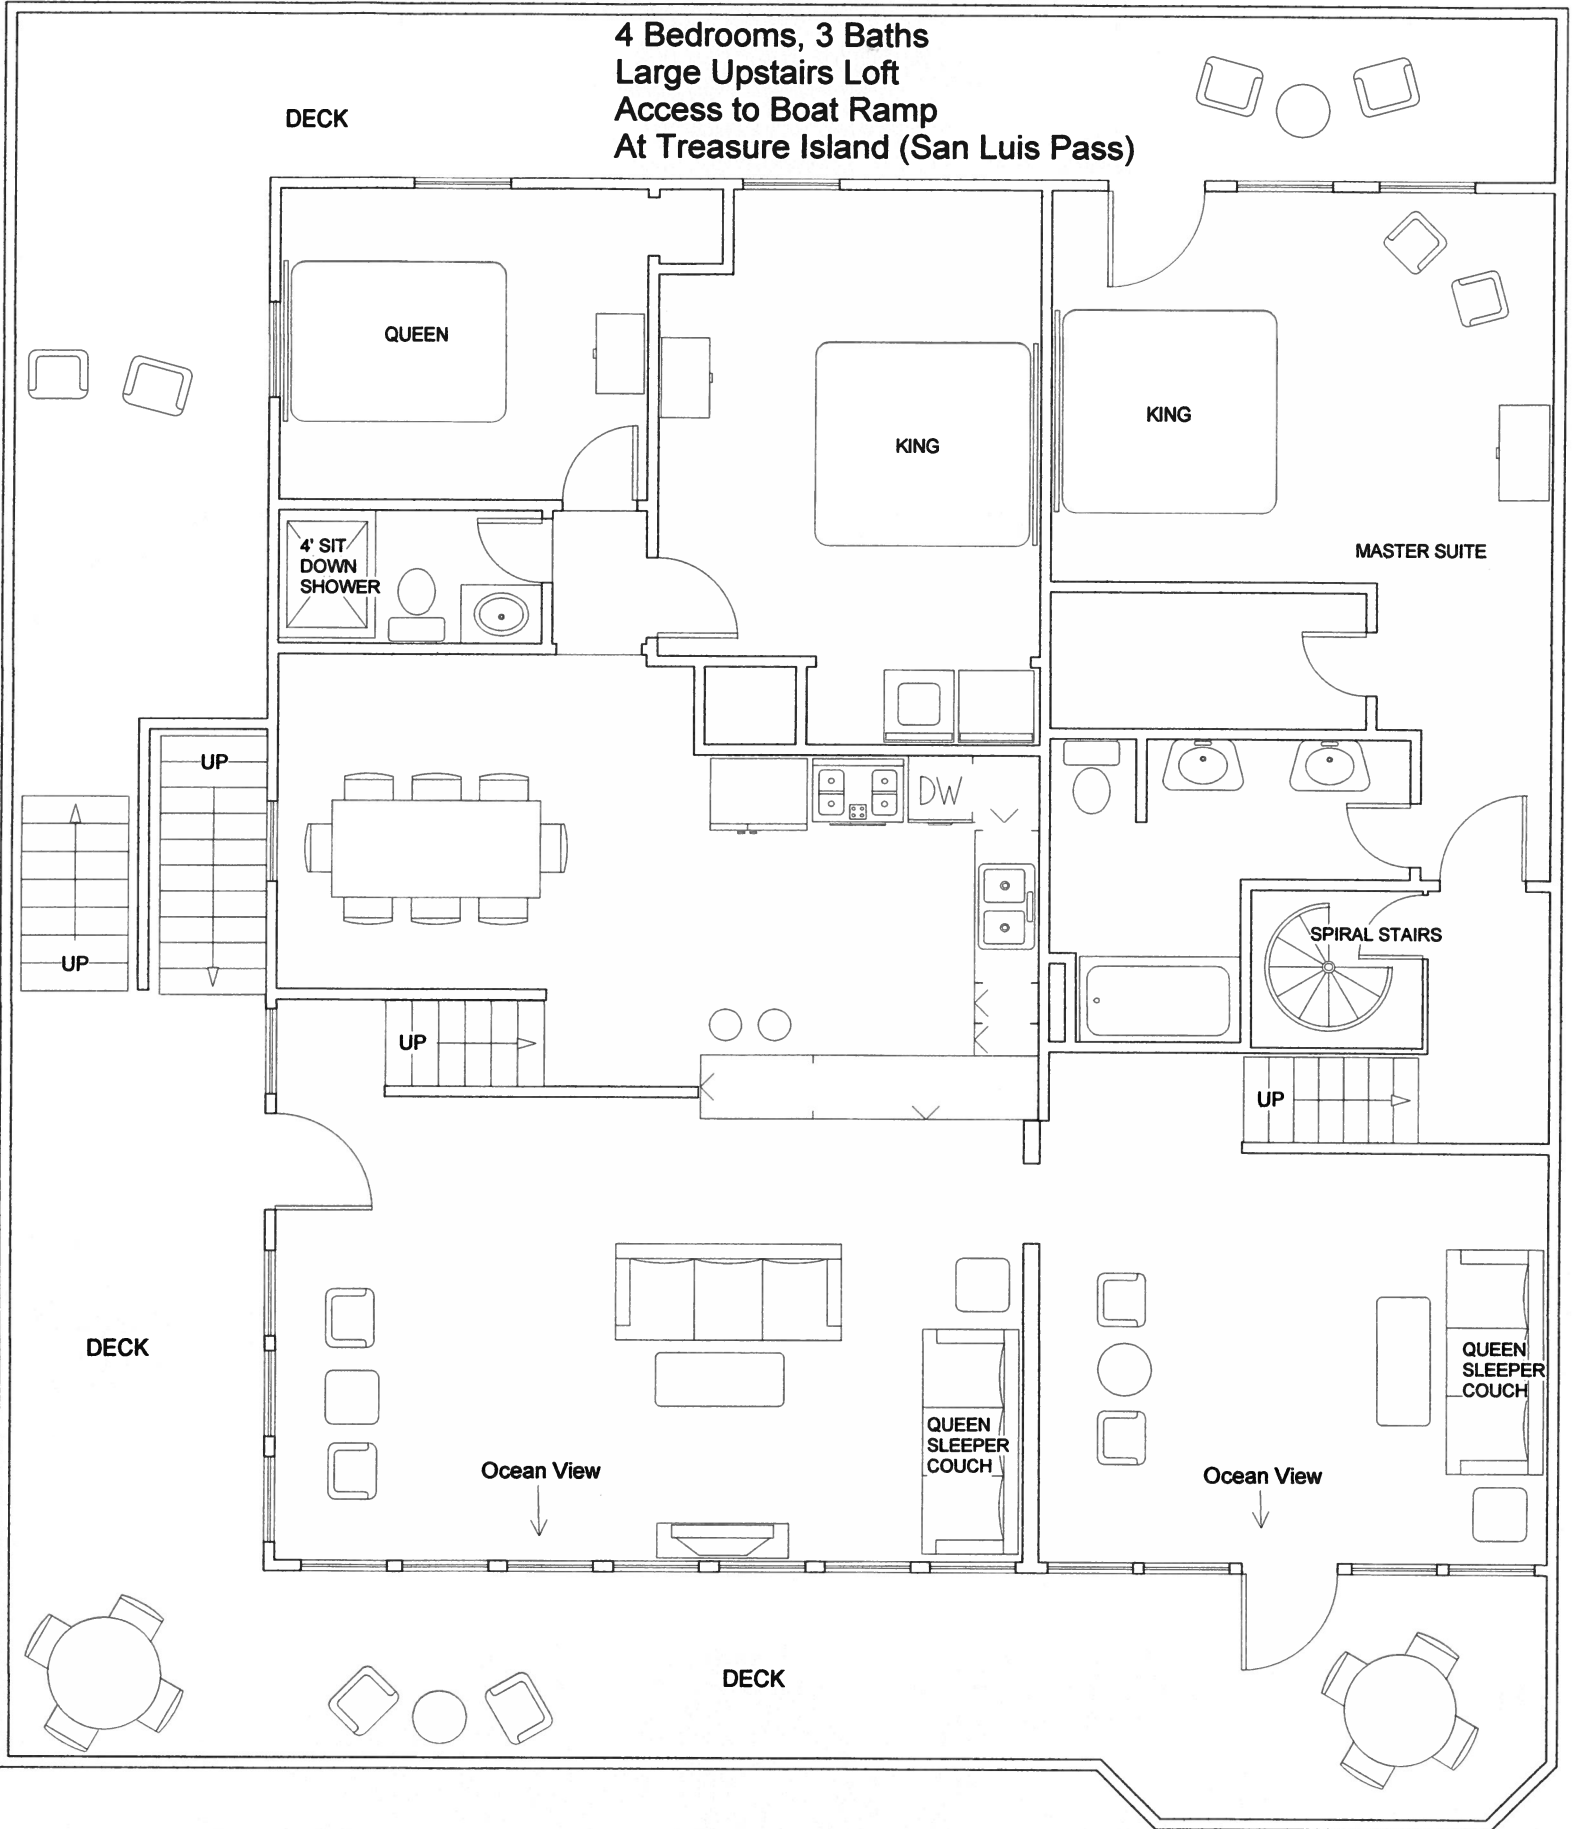 4 Bedrooms, 3 Baths
Large Upstairs Loft
Access to Boat Ramp
At Treasure Island (San Luis Pass)
DECK
QUEEN
KING
KING
MASTER SUITE
4' SIT
DOWN
SHOWER
UP
UP
DW
SPIRAL STAIRS
UP
UP
DECK
QUEEN
SLEEPER
COUCH
QUEEN
SLEEPER
COUCH
Ocean View
Ocean View
DECK